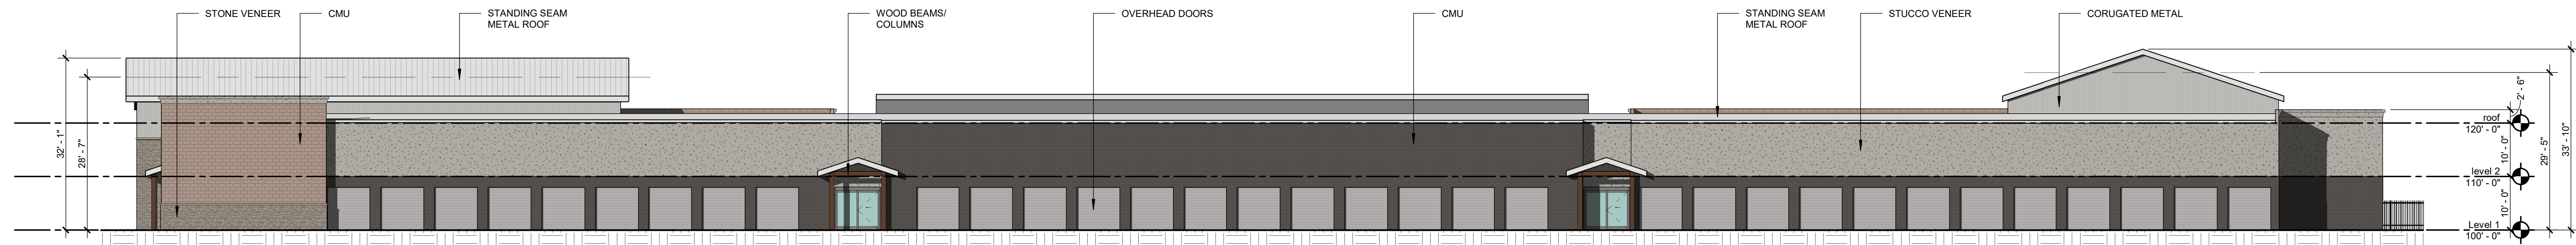 STONE VENEER
CMU
STANDING SEAM
METAL ROOF
WOOD BEAMS/
COLUMNS
OVERHEAD DOORS
CMU
STANDING SEAM
METAL ROOF
STUCCO VENEER
CORUGATED METAL
32' - 1"
28' - 7"
2' - 6"
roof
120' - 0"
10' - 0"
level 2
110' - 0"
10' - 0"
Level 1
100' - 0"
29' - 5"
33' - 10"